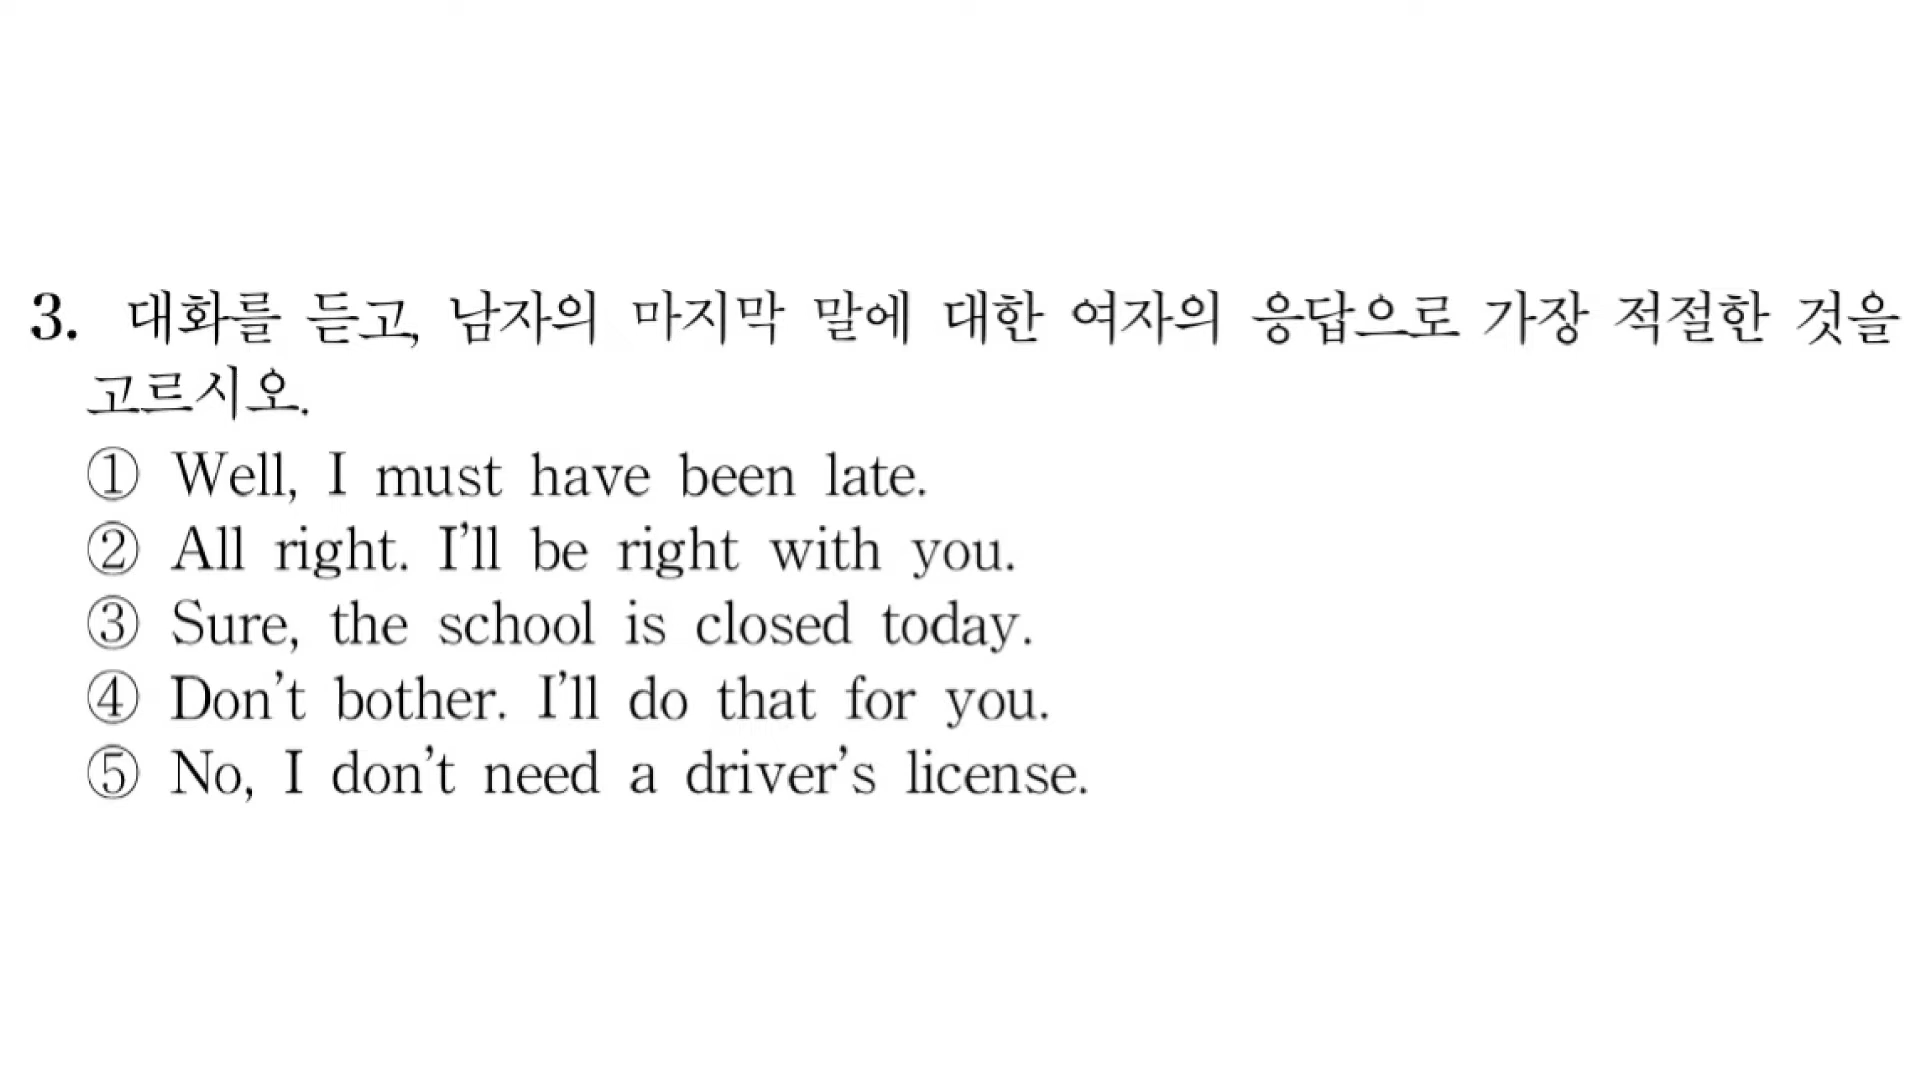 3. 대화를 듣고, 남자의 마지막 말에 대한 여자의 응답으로 가장 적절한 것을
고르시오.
① Well, I must have been late.
② All right. I'll be right with you.
③ Sure, the school is closed today.
④ Don't bother. I'll do that for you.
⑤ No, I don't need a driver's license.